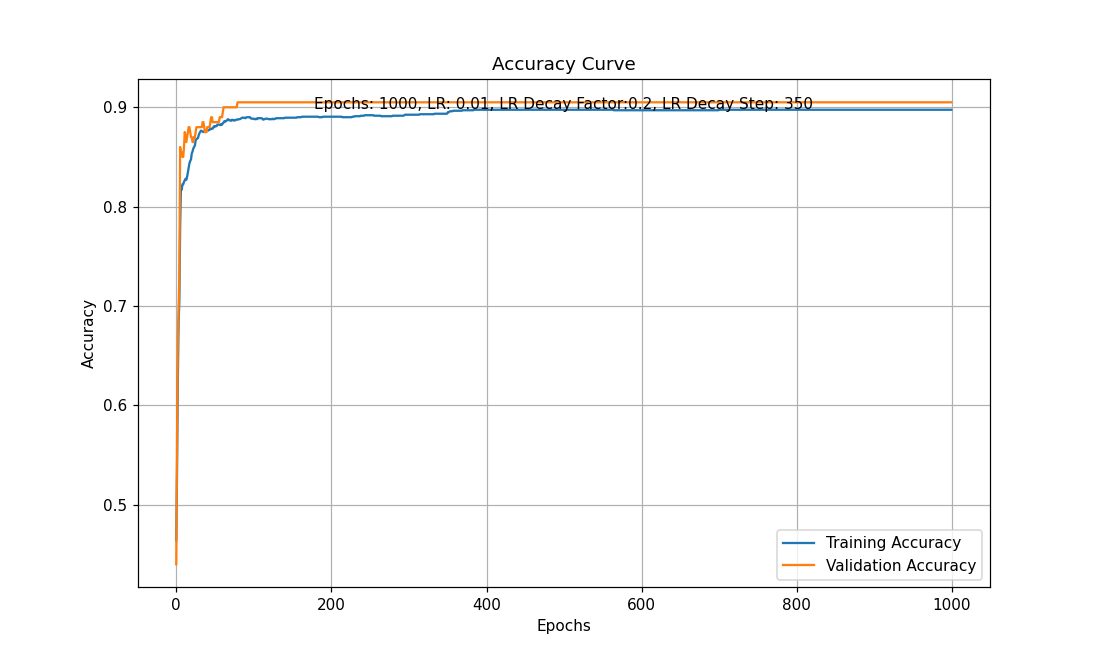 Accuracy Curve
Epochs: 1000, LR: 0.01, LR Decay Factor:0.2, LR Decay Step: 350
0.9
0.8
0.7
0.6
0.5
Accuracy
Training Accuracy
Validation Accuracy
0 200 400 600 800 1000
Epochs